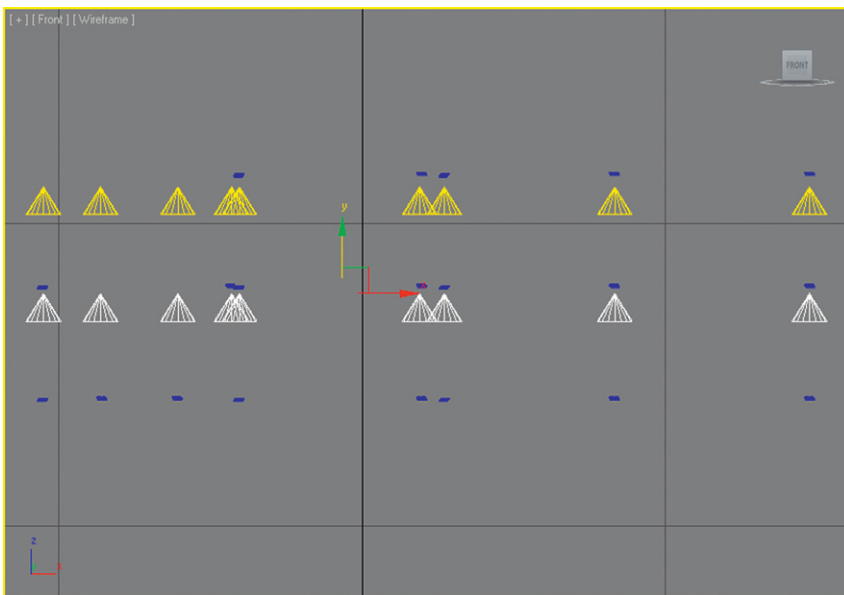 [ + ] [ Front ] [ Wireframe ]
FRONT
y
x
z
x